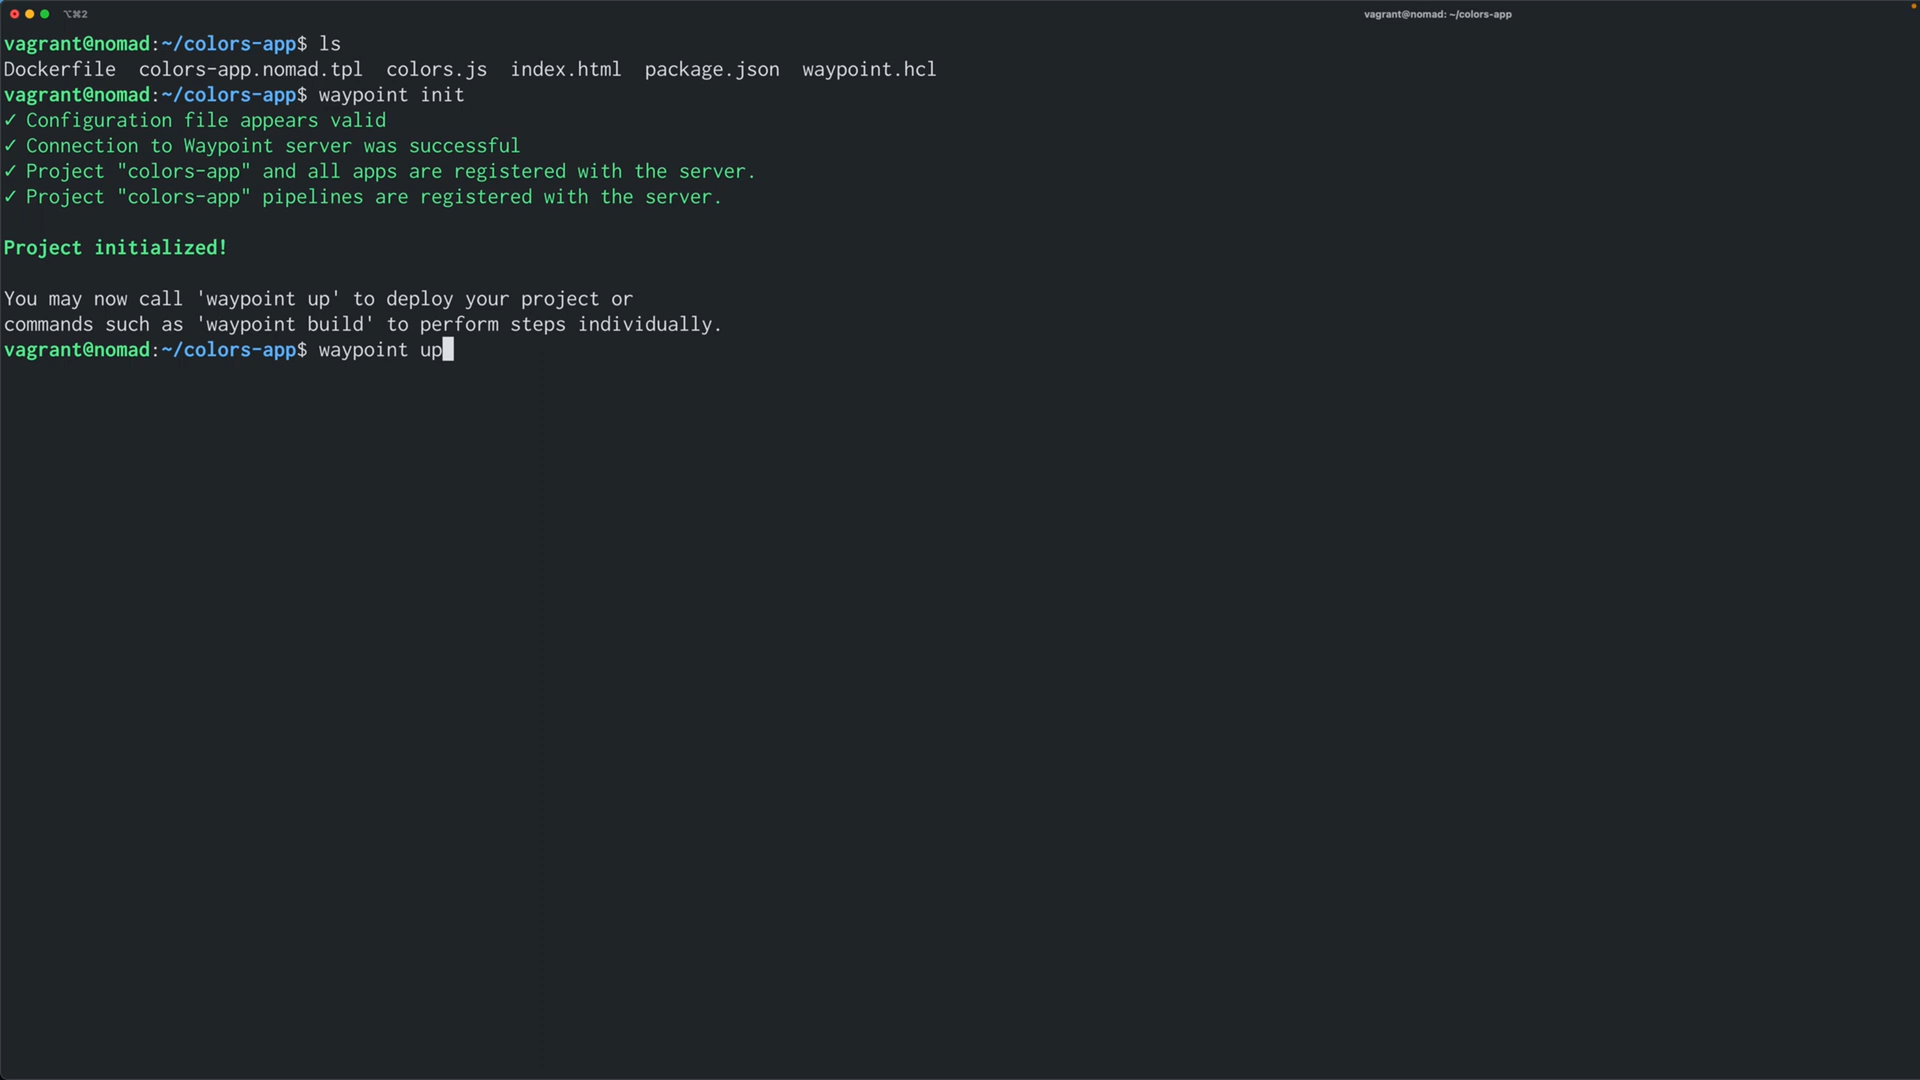 ⌥⌘2
vagrant@nomad: ~/colors-app
vagrant@nomad:~/colors-app$ ls
Dockerfile  colors-app.nomad.tpl  colors.js  index.html  package.json  waypoint.hcl
vagrant@nomad:~/colors-app$ waypoint init
✓ Configuration file appears valid
✓ Connection to Waypoint server was successful
✓ Project "colors-app" and all apps are registered with the server.
✓ Project "colors-app" pipelines are registered with the server.
Project initialized!
You may now call 'waypoint up' to deploy your project or
commands such as 'waypoint build' to perform steps individually.
vagrant@nomad:~/colors-app$ waypoint up